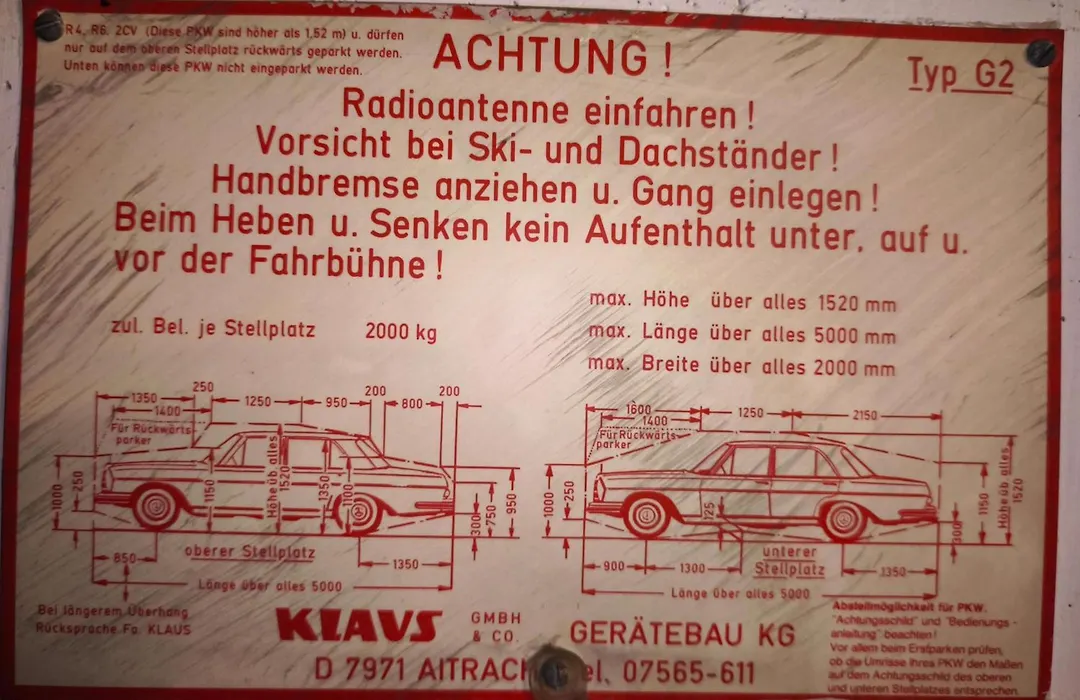 R4, R6, 2CV (Diese PKW sind höher als 1,52 m) u. dürfen
nur auf dem oberen Stellplatz rückwärts geparkt werden.
Unten können diese PKW nicht eingeparkt werden.
ACHTUNG !
Typ G2
Radioantenne einfahren !
Vorsicht bei Ski- und Dachständer !
Handbremse anziehen u. Gang einlegen !
Beim Heben u. Senken kein Aufenthalt unter, auf u.
vor der Fahrbühne !
zul. Bel. je Stellplatz 2000 kg
max. Höhe über alles 1520 mm
max. Länge über alles 5000 mm
max. Breite über alles 2000 mm
1350 250 1250 950 200 800 200
1400
Für Rückwärts-
parker
1000 250 1150 Höhe üb. alles 1520 1350 1100 300 750 950
850 oberer Stellplatz 1350
Länge über alles 5000
1600 1250 2150
1400
Für Rückwärts-
parker
1000 250 725 300 1150 Höhe üb. alles 1520
900 1300 unterer
Stellplatz 1350
Länge über alles 5000
Bei längerem Überhang
Rücksprache Fa. KLAUS
KLAUS GMBH
& CO. GERÄTEBAU KG
D 7971 AITRACH el. 07565-611
Abstellmöglichkeit für PKW.
"Achtungsschild" und "Bedienungs-
anleitung" beachten!
Vor allem beim Erstparken prüfen,
ob die Umrisse Ihres PKW den Maßen
auf dem Achtungsschild des oberen
und unteren Stellplatzes entsprechen.